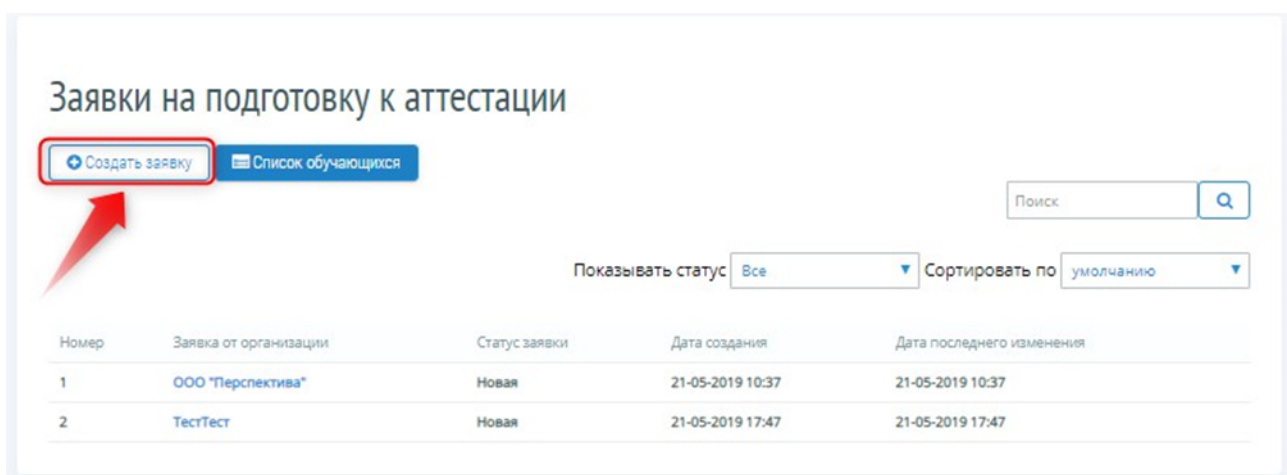 Заявки на подготовку к аттестации
Создать заявку Список обучающихся
Поиск
Показывать статус Все Сортировать по умолчанию
Номер Заявка от организации Статус заявки Дата создания Дата последнего изменения
1 ООО "Перспектива" Новая 21-05-2019 10:37 21-05-2019 10:37
2 ТестТест Новая 21-05-2019 17:47 21-05-2019 17:47